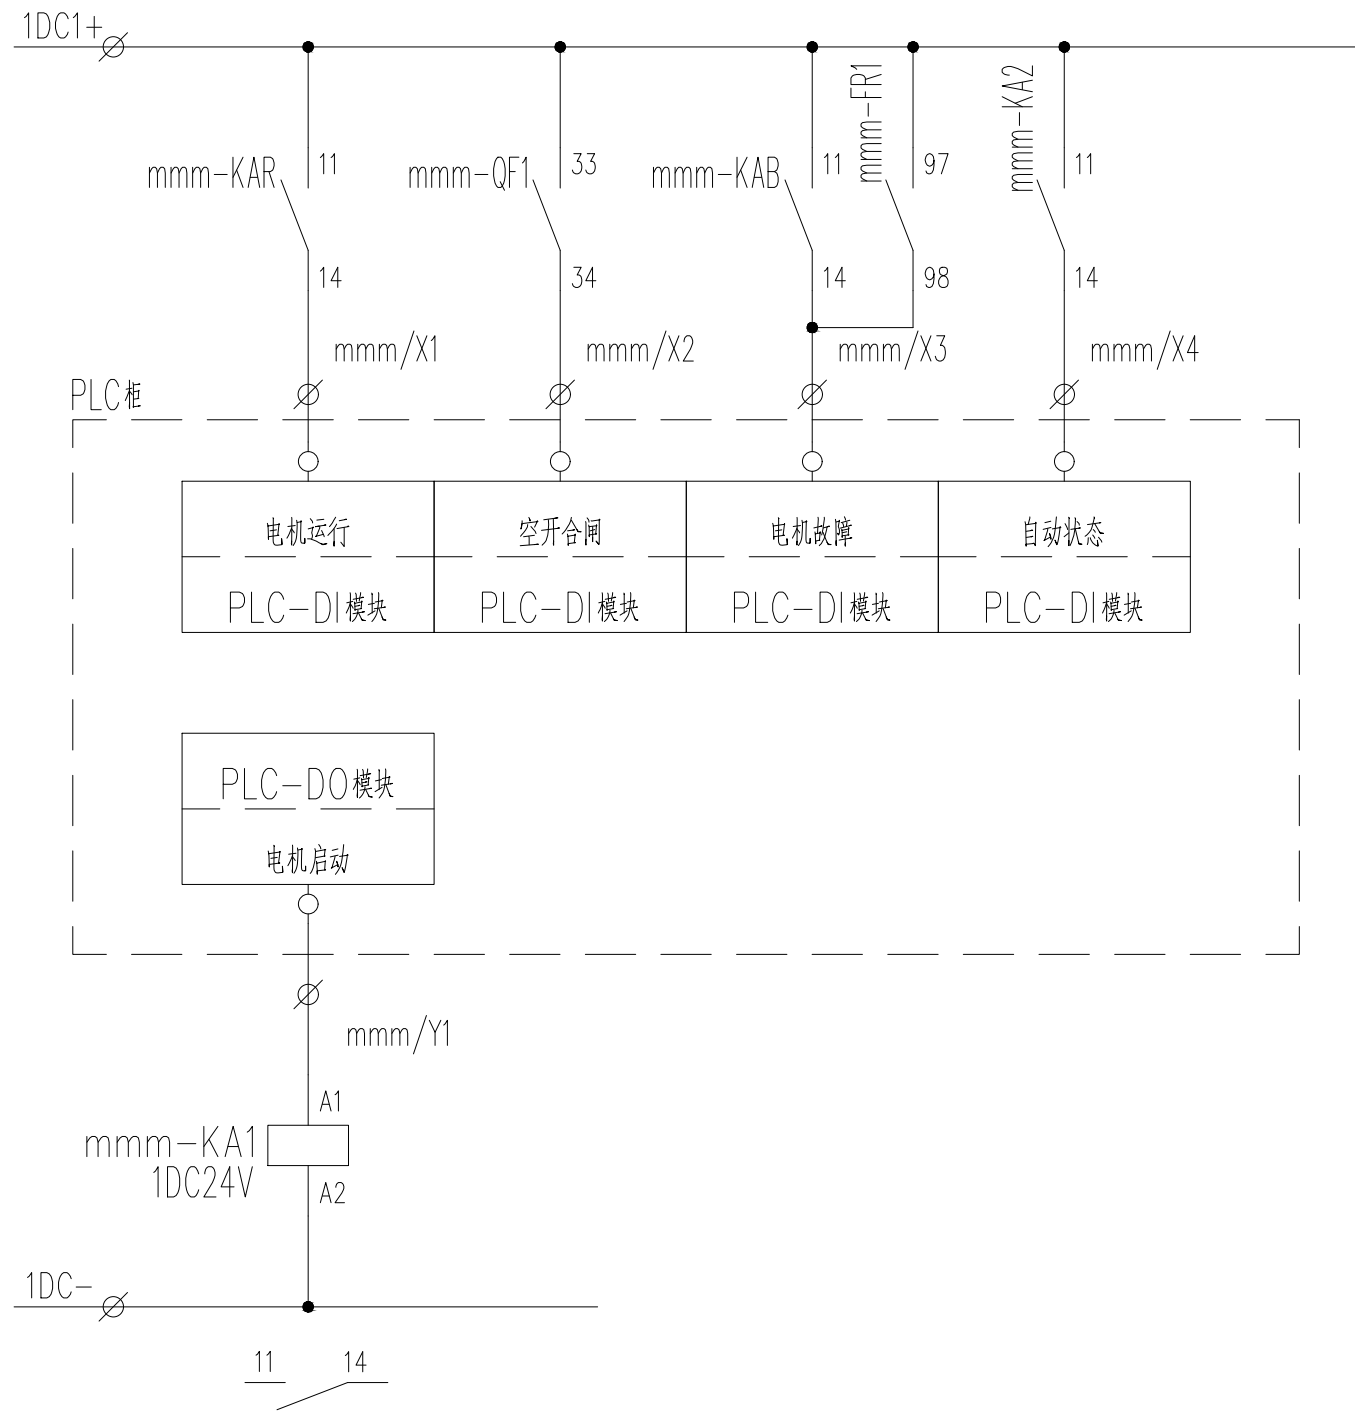 1DC1+
mmm-FR1
mmm-KA2
mmm-KAR
11
mmm-QF1
33
mmm-KAB
11
97
11
14
34
14
98
14
mmm/X1
mmm/X2
mmm/X3
mmm/X4
PLC柜
电机运行
空开合闸
电机故障
自动状态
PLC-DI模块
PLC-DI模块
PLC-DI模块
PLC-DI模块
PLC-DO模块
电机启动
mmm/Y1
A1
mmm-KA1
1DC24V
A2
1DC-
11
14